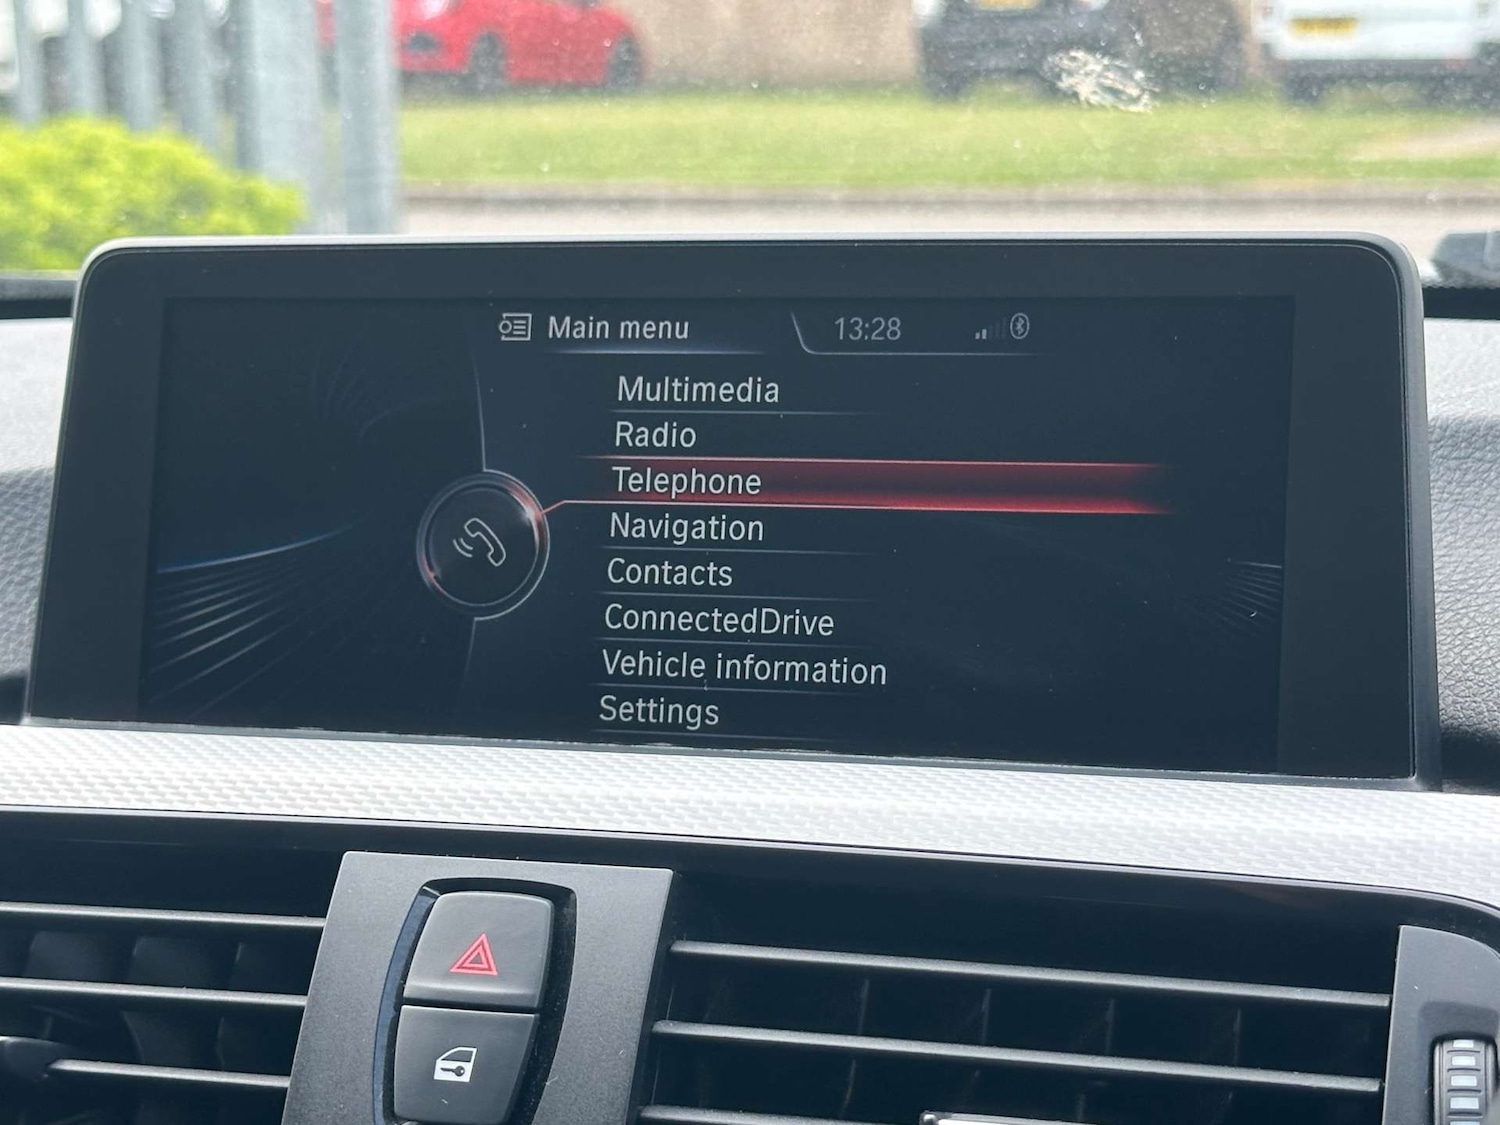 Main menu 13:28
Multimedia
Radio
Telephone
Navigation
Contacts
ConnectedDrive
Vehicle information
Settings